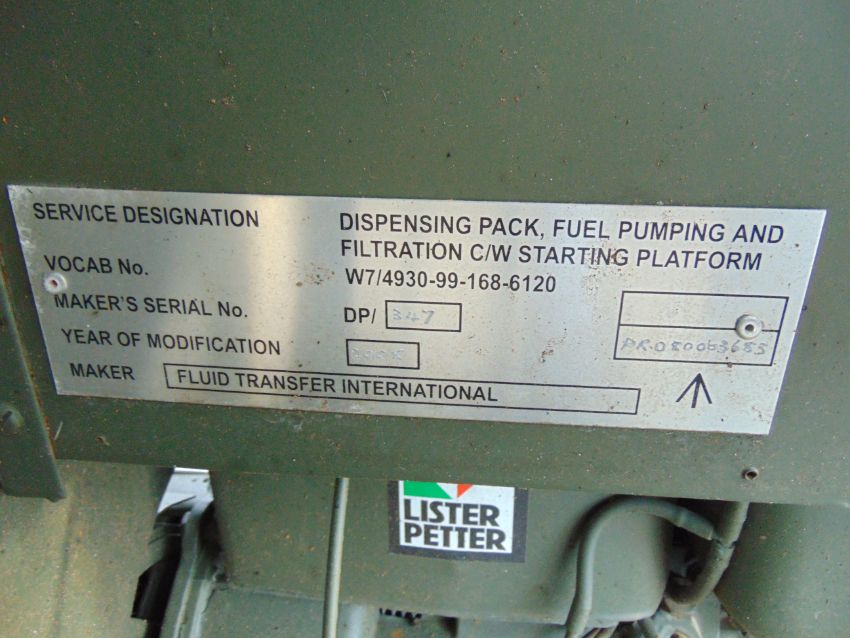 SERVICE DESIGNATION DISPENSING PACK, FUEL PUMPING AND
FILTRATION C/W STARTING PLATFORM
VOCAB No. W7/4930-99-168-6120
MAKER'S SERIAL No. DP/ 347
YEAR OF MODIFICATION
MAKER FLUID TRANSFER INTERNATIONAL
LISTER
PETTER